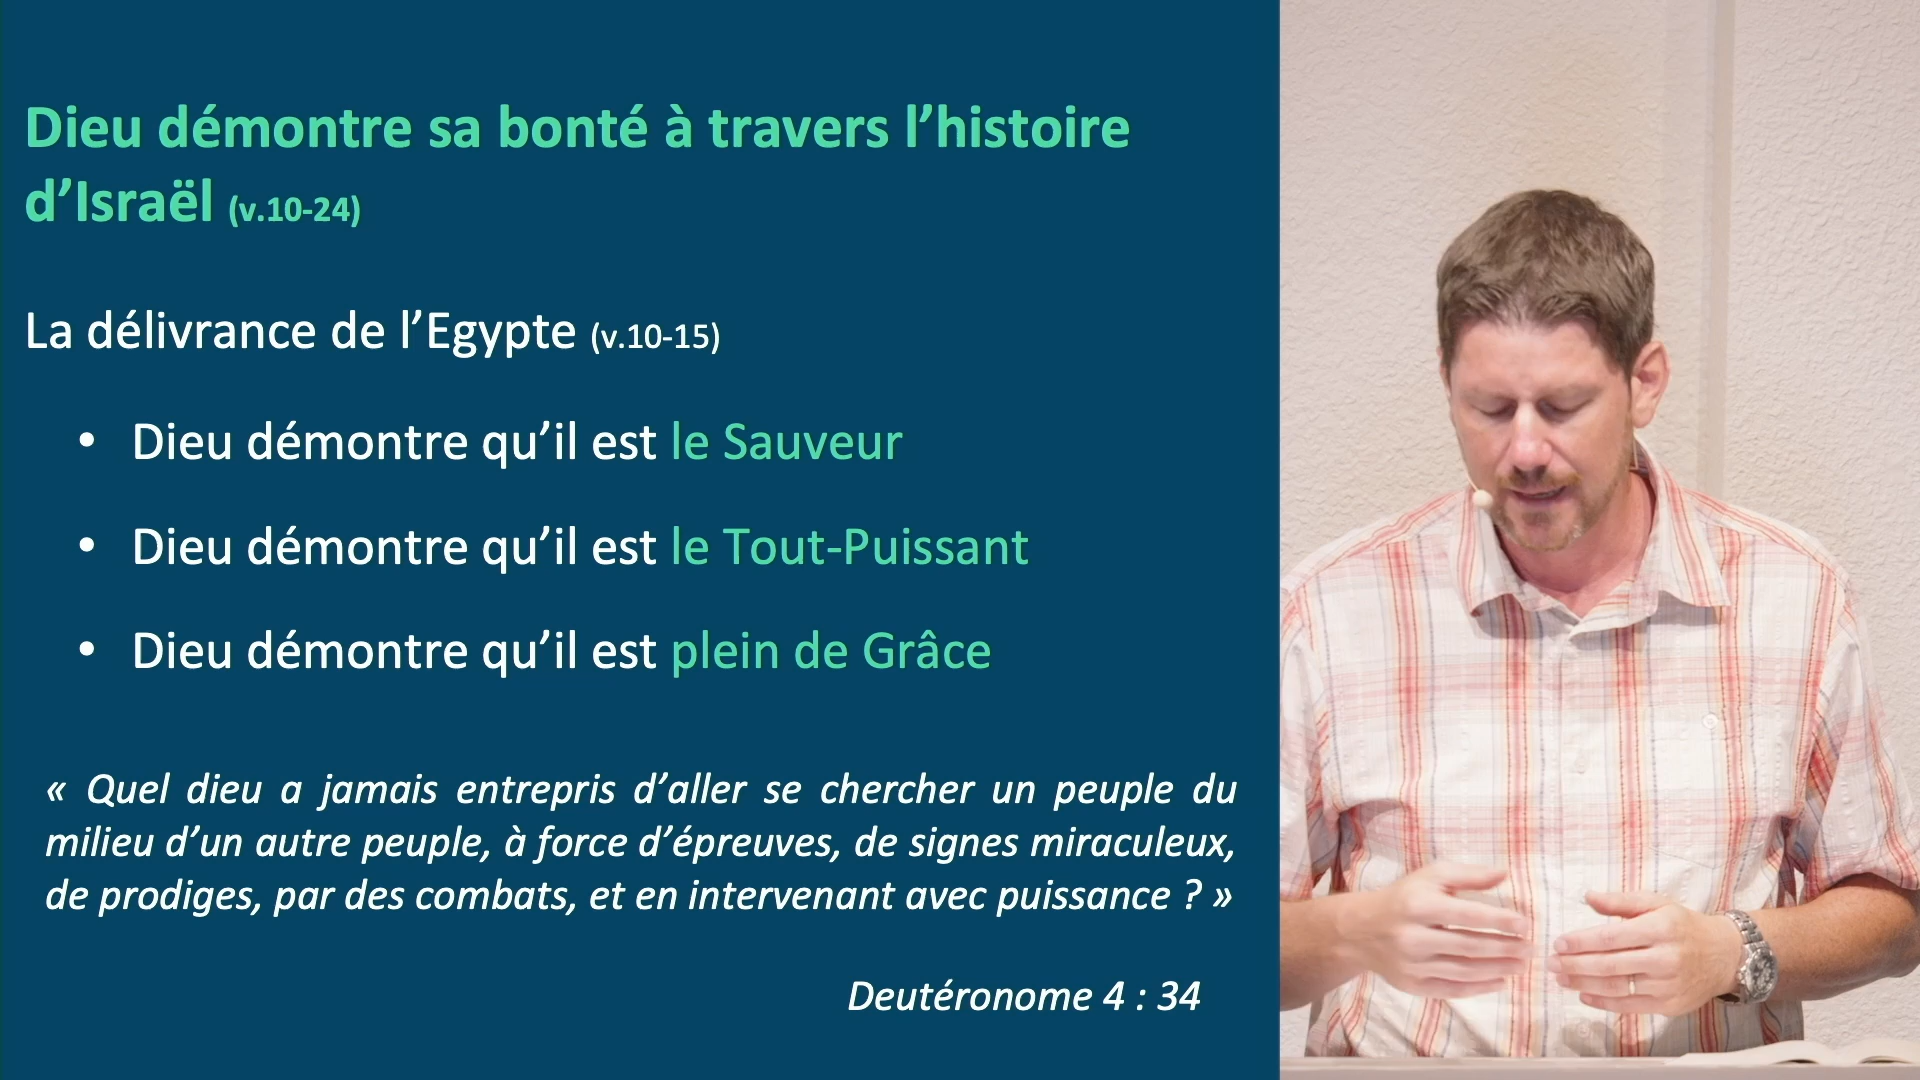 Dieu démontre sa bonté à travers l’histoire
d’Israël (v.10-24)
La délivrance de l’Egypte (v.10-15)
• Dieu démontre qu’il est le Sauveur
• Dieu démontre qu’il est le Tout-Puissant
• Dieu démontre qu’il est plein de Grâce
« Quel dieu a jamais entrepris d’aller se chercher un peuple du
milieu d’un autre peuple, à force d’épreuves, de signes miraculeux,
de prodiges, par des combats, et en intervenant avec puissance ? »
Deutéronome 4 : 34